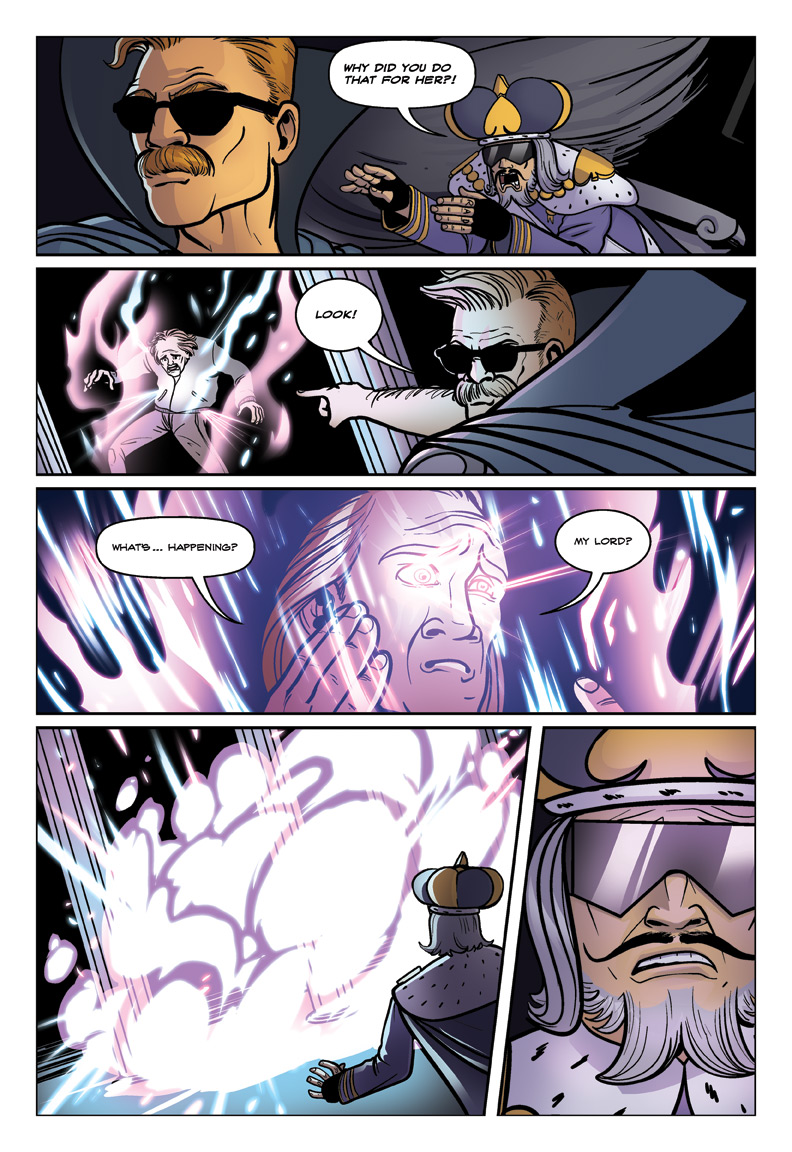 WHY DID YOU DO
THAT FOR HER?!
LOOK!
WHAT'S... HAPPENING?
MY LORD?